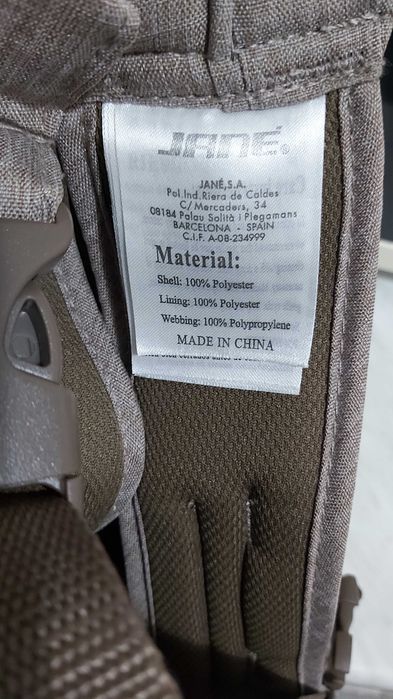 JANÉ®
JANÉ,S.A.
Pol.Ind.Riera de Caldes
C/Mercaders, 34
08184 Palau Solità i Plegamans
BARCELONA - SPAIN
C.I.F. A-08-234999
Material:
Shell: 100% Polyester
Lining: 100% Polyester
Webbing: 100% Polypropylene
MADE IN CHINA